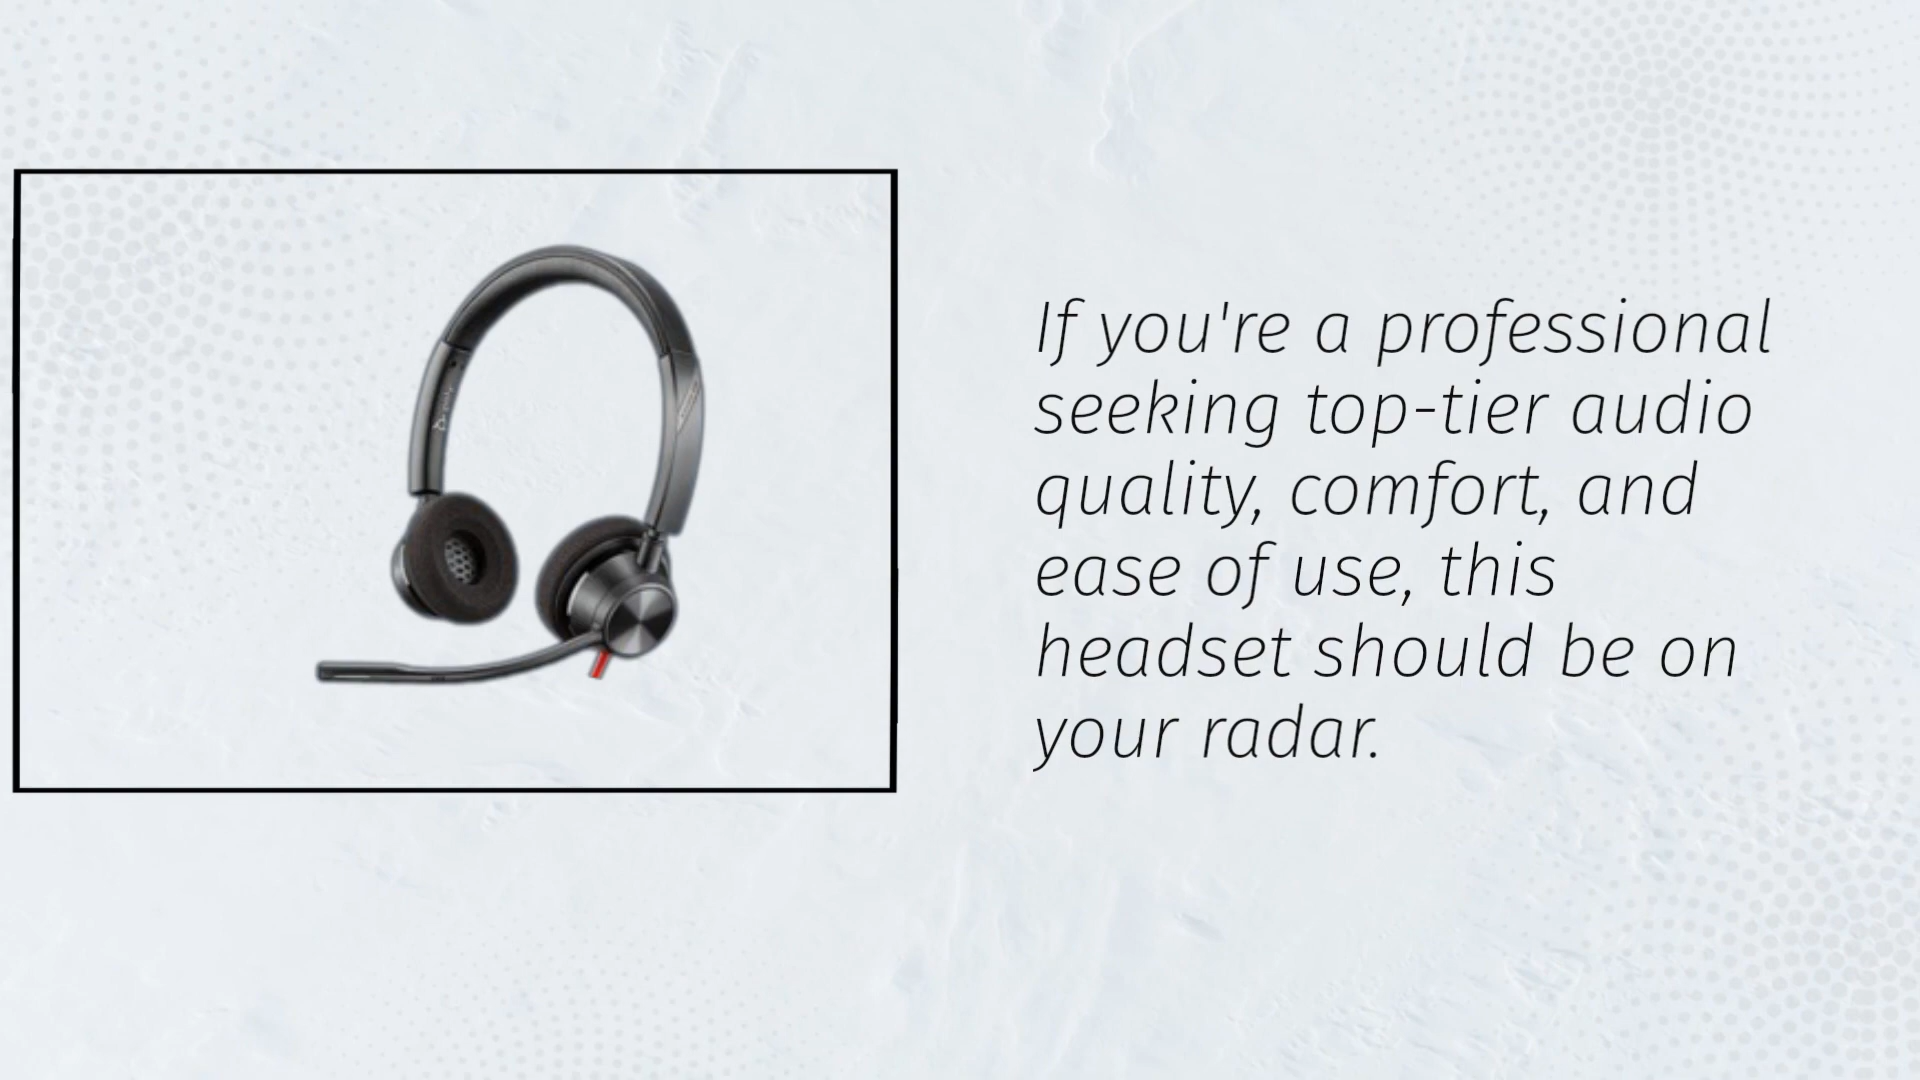 If you're a professional
seeking top-tier audio
quality, comfort, and
ease of use, this
headset should be on
your radar.